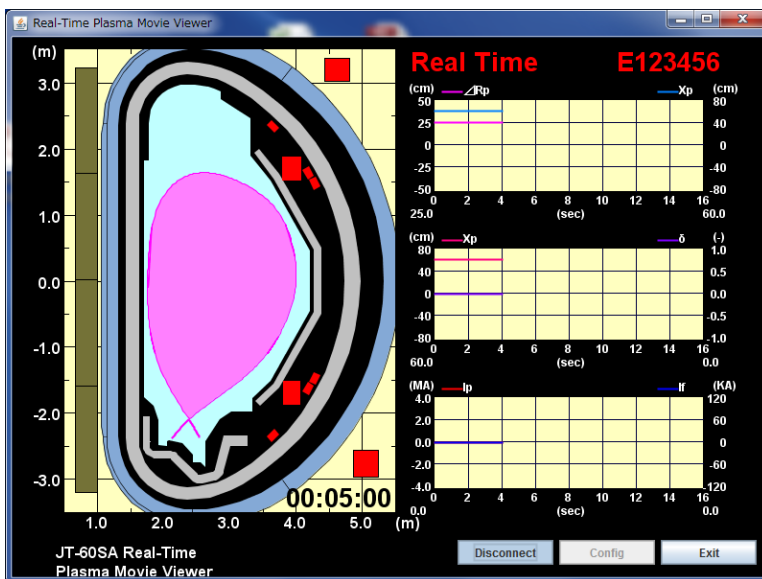 Real-Time Plasma Movie Viewer
(m)
3.0
2.0
1.0
0.0
-1.0
-2.0
-3.0
1.0 2.0 3.0 4.0 5.0 (m)
00:05:00
JT-60SA Real-Time
Plasma Movie Viewer
Real Time E123456
(cm) ⊿Rp Xp (cm)
50 80
25 40
0 0
-25 -40
-50 -80
0 2 4 6 8 10 12 14 16
25.0 (sec) 60.0
(cm) Xp δ (-)
80 1.0
40 0.5
0 0.0
-40 -0.5
-80 -1.0
0 2 4 6 8 10 12 14 16
60.0 (sec) 0.0
(MA) Ip If (KA)
4.0 120
2.0 60
0.0 0
-2.0 -60
-4.0 -120
0 2 4 6 8 10 12 14 16
0.0 (sec) 0.0
Disconnect Config Exit